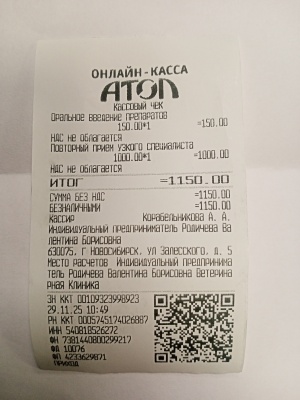 ОНЛАЙН-КАССА
АТОЛ
Кассовый чек
Оральное введение препаратов
150.00*1 =150.00
НДС не облагается
Повторный прием узкого специалиста
1000.00*1 =1000.00
НДС не облагается
ИТОГ =1150.00
СУММА БЕЗ НДС =1150.00
БЕЗНАЛИЧНЫМИ =1150.00
Кассир Корабельникова А. А.
Индивидуальный предприниматель Родичева Ва
лентина Борисовна
630075, г Новосибирск, ул Залесского, д. 5
Место расчетов Индивидуальный предпринима
тель Родичева Валентина Борисовна Ветерина
рная Клиника
ЗН ККТ 00109323998923
29.11.25 10:49
РН ККТ 0005745174026887
ИНН 540818526272
ФН 7381440800299217
ФД 10076
ФП 4233629871
ПРИХОД